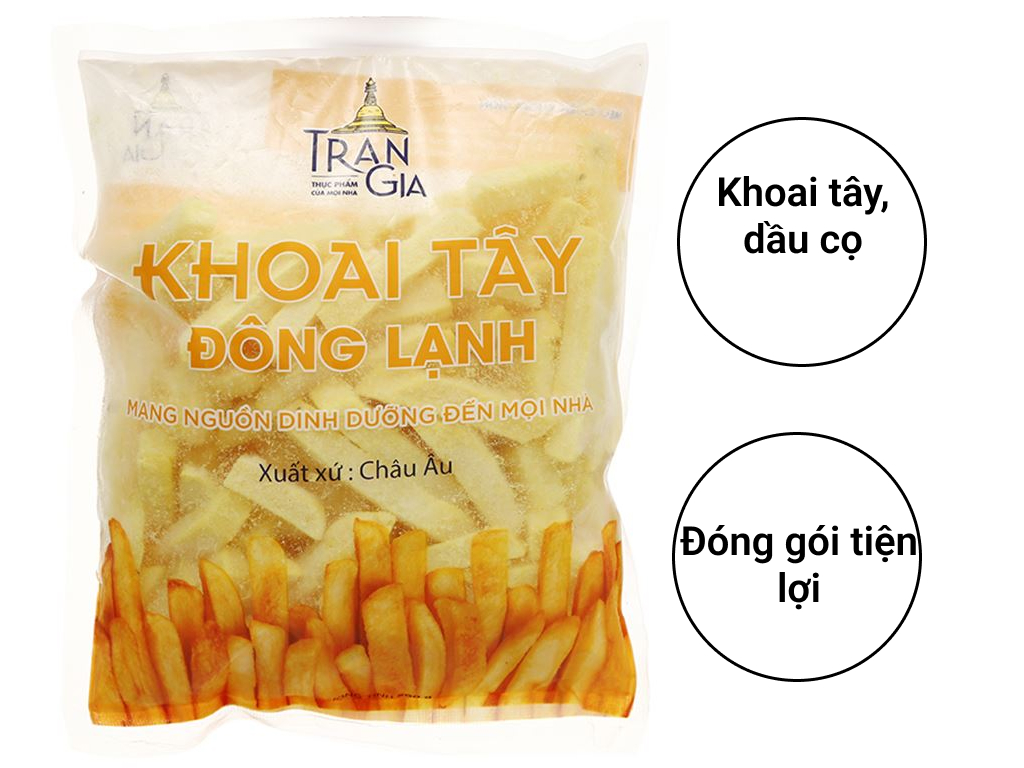 TRAN
GIA
THỰC PHẨM
CỦA MỌI NHÀ
KHOAI TÂY
ĐÔNG LẠNH
MANG NGUỒN DINH DƯỠNG ĐẾN MỌI NHÀ
Xuất xứ : Châu Âu
Khoai tây,
dầu cọ
Đóng gói tiện
lợi